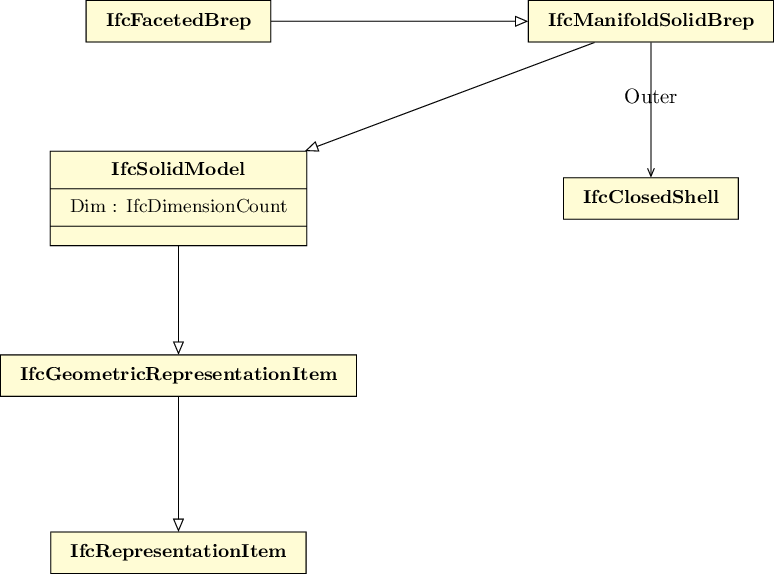 IfcFacetedBrep
IfcManifoldSolidBrep
Outer
IfcSolidModel
Dim : IfcDimensionCount
IfcClosedShell
IfcGeometricRepresentationItem
IfcRepresentationItem